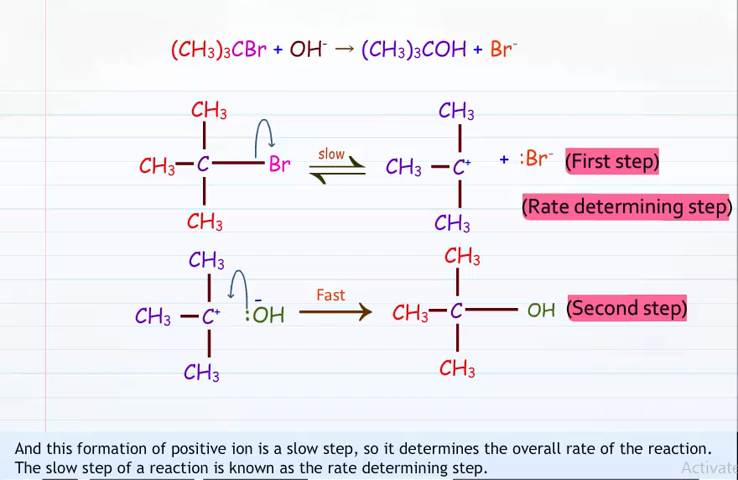 (CH₃)₃CBr + OH⁻ → (CH₃)₃COH + Br⁻
CH₃ CH₃
CH₃ — C — Br slow CH₃ — C⁺ + :Br⁻ (First step)
(Rate determining step)
CH₃ CH₃
CH₃ CH₃
CH₃ — C⁺ :ŌH Fast CH₃ — C — OH (Second step)
CH₃ CH₃
And this formation of positive ion is a slow step, so it determines the overall rate of the reaction.
The slow step of a reaction is known as the rate determining step.
Activate